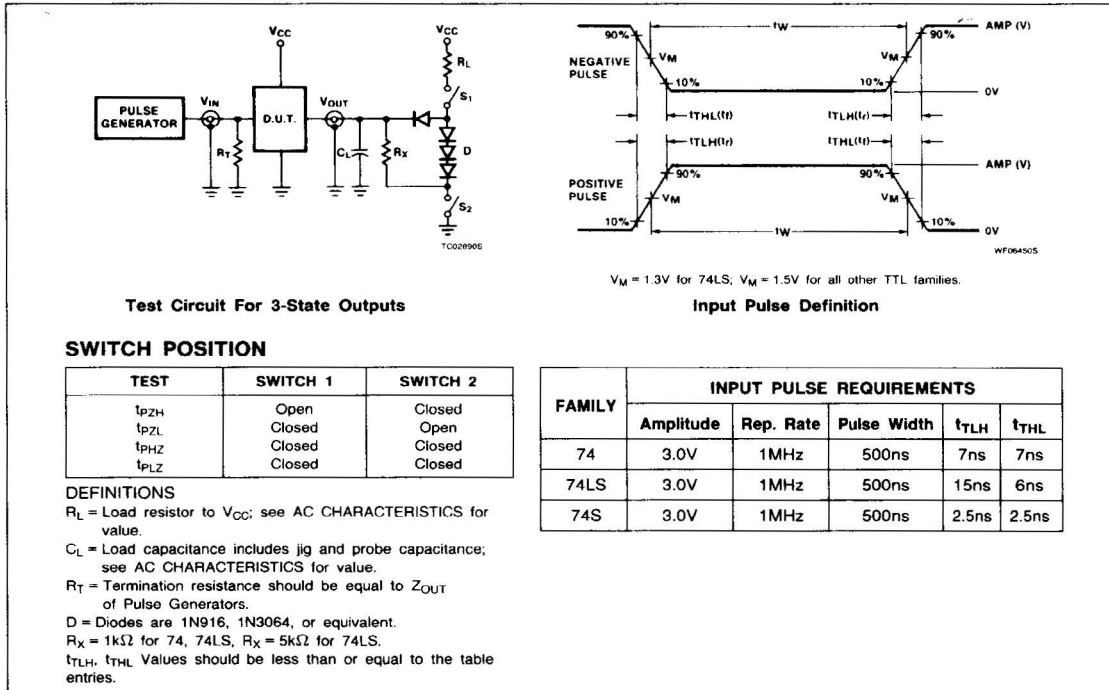 VCC
VCC
RL
S1
PULSE GENERATOR
VIN
D.U.T.
VOUT
RT
CL
RX
D
S2
TC02890S
Test Circuit For 3-State Outputs
tW
AMP (V)
90%
90%
NEGATIVE PULSE
VM
VM
10%
10%
0V
tTHL(tf)
tTLH(tr)
tTLH(tr)
tTHL(tf)
AMP (V)
90%
90%
POSITIVE PULSE
VM
VM
10%
10%
tW
0V
WF06450S
VM = 1.3V for 74LS; VM = 1.5V for all other TTL families.
Input Pulse Definition
SWITCH POSITION
TEST SWITCH 1 SWITCH 2
tPZH Open Closed
tPZL Closed Open
tPHZ Closed Closed
tPLZ Closed Closed
DEFINITIONS
RL = Load resistor to VCC; see AC CHARACTERISTICS for
value.
CL = Load capacitance includes jig and probe capacitance;
see AC CHARACTERISTICS for value.
RT = Termination resistance should be equal to ZOUT
of Pulse Generators.
D = Diodes are 1N916, 1N3064, or equivalent.
RX = 1kΩ for 74, 74LS, RX = 5kΩ for 74LS.
tTLH, tTHL Values should be less than or equal to the table
entries.
FAMILY INPUT PULSE REQUIREMENTS
Amplitude Rep. Rate Pulse Width tTLH tTHL
74 3.0V 1MHz 500ns 7ns 7ns
74LS 3.0V 1MHz 500ns 15ns 6ns
74S 3.0V 1MHz 500ns 2.5ns 2.5ns